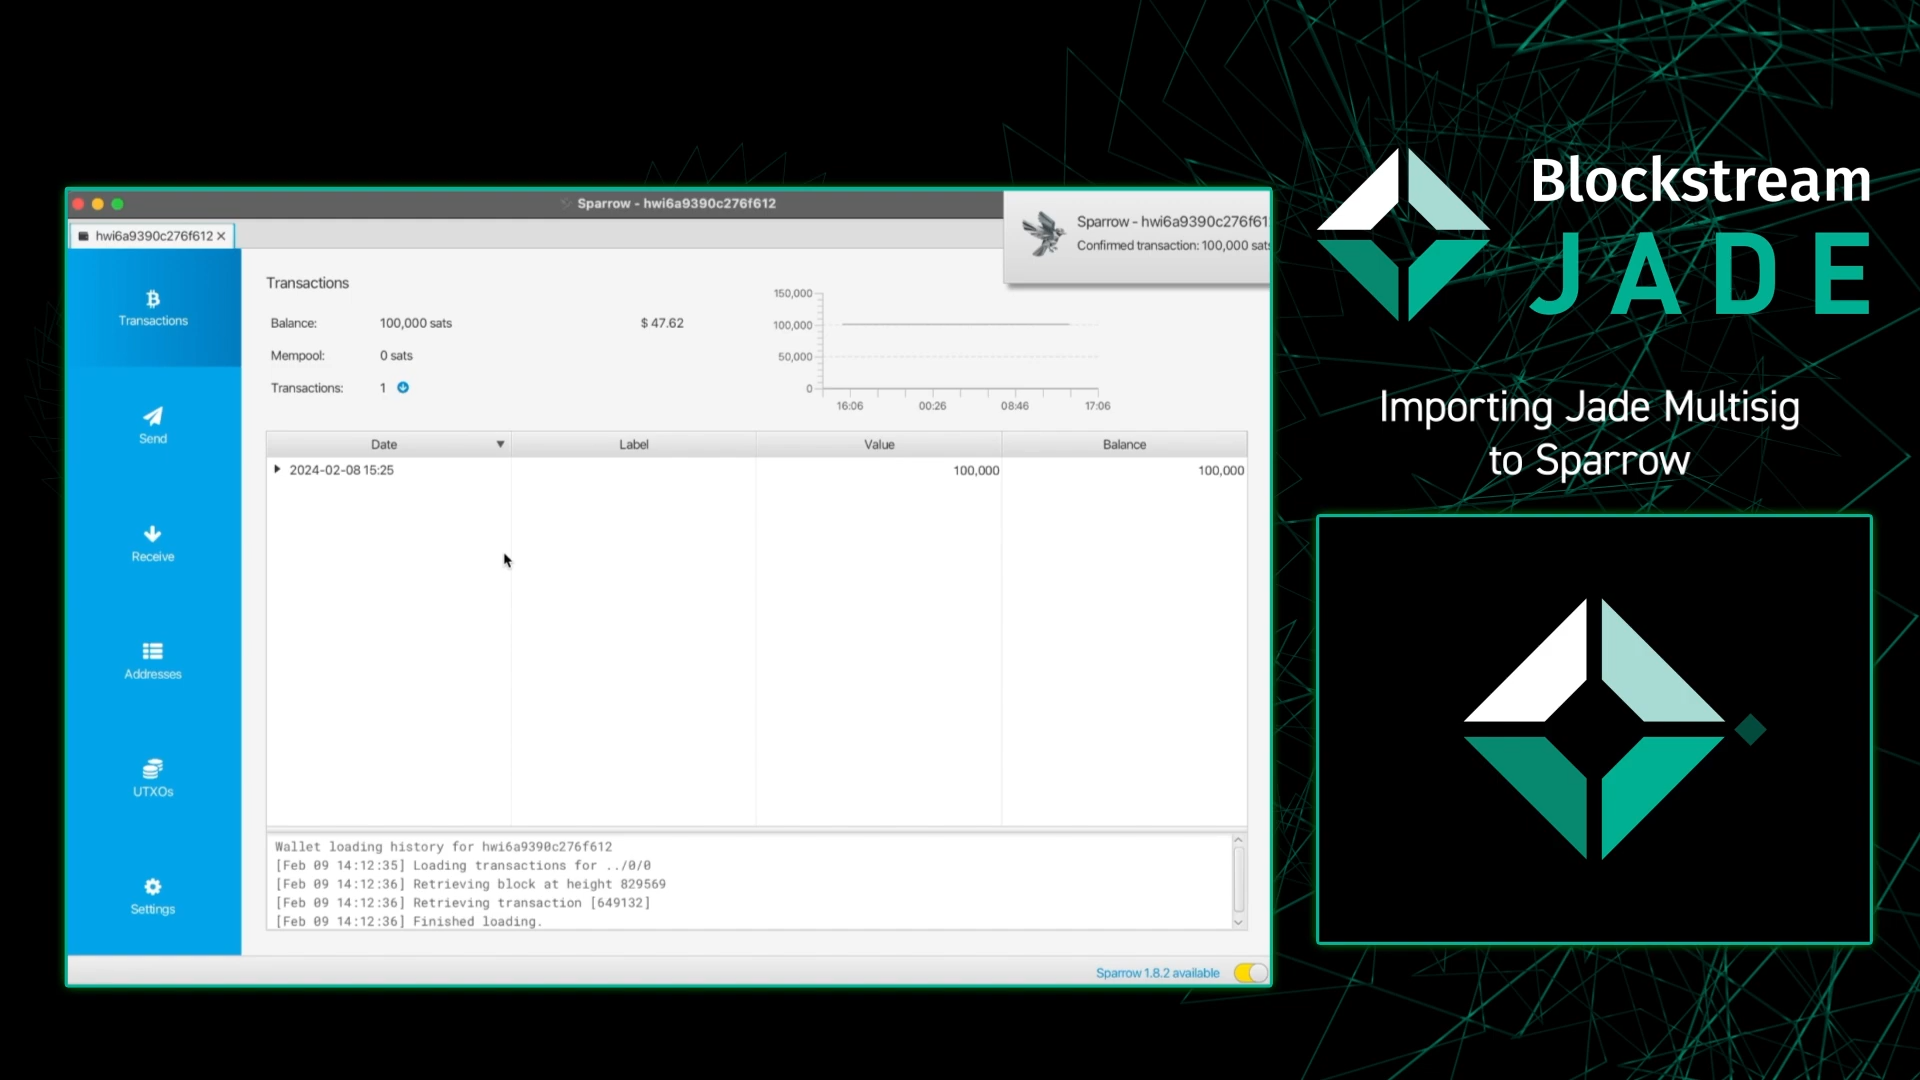 Sparrow - hwi6a9390c276f612
hwi6a9390c276f612
Sparrow - hwi6a9390c276f61
Confirmed transaction: 100,000 sats
Transactions
Send
Receive
Addresses
UTXOs
Settings
Transactions
Balance: 100,000 sats $ 47.62
Mempool: 0 sats
Transactions: 1
150,000
100,000
50,000
0
16:06 00:26 08:46 17:06
Date Label Value Balance
2024-02-08 15:25 100,000 100,000
Wallet loading history for hwi6a9390c276f612
[Feb 09 14:12:35] Loading transactions for ../0/0
[Feb 09 14:12:36] Retrieving block at height 829569
[Feb 09 14:12:36] Retrieving transaction [649132]
[Feb 09 14:12:36] Finished loading.
Sparrow 1.8.2 available
Blockstream
JADE
Importing Jade Multisig
to Sparrow